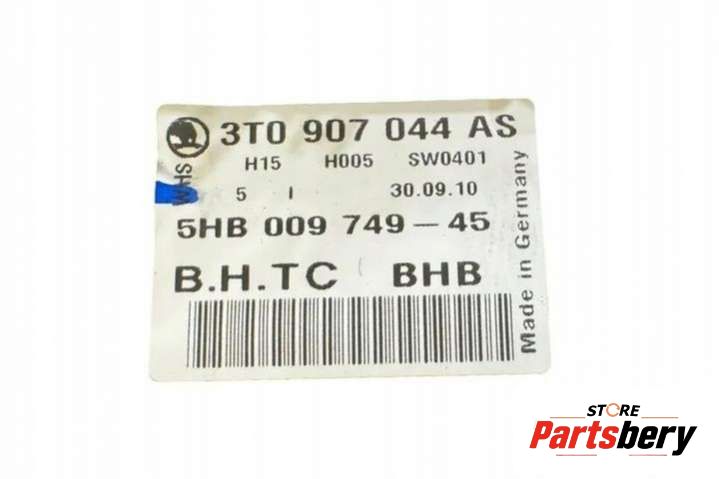 3T0 907 044 AS
H15 H005 SW0401
SHW
5 I 30.09.10
5HB 009 749-45
B.H.TC BHB
Made in Germany
STORE
Partsbery